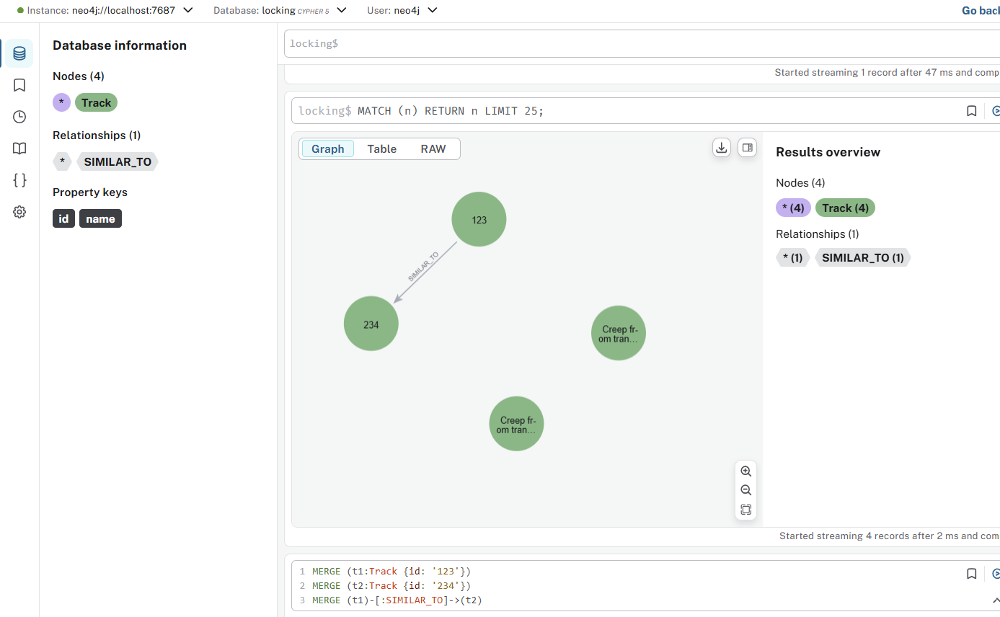 Instance: neo4j://localhost:7687 Database: locking CYPHER 5 User: neo4j
Database information
Nodes (4)
* Track
Relationships (1)
* SIMILAR_TO
Property keys
id name
locking$
Started streaming 1 record after 47 ms and comp
locking$ MATCH (n) RETURN n LIMIT 25;
Graph Table RAW
123
SIMILAR_TO
234
Creep fr-
om tran...
Creep fr-
om tran...
Results overview
Nodes (4)
* (4) Track (4)
Relationships (1)
* (1) SIMILAR_TO (1)
Started streaming 4 records after 2 ms and com
1 MERGE (t1:Track {id: '123'})
2 MERGE (t2:Track {id: '234'})
3 MERGE (t1)-[:SIMILAR_TO]->(t2)